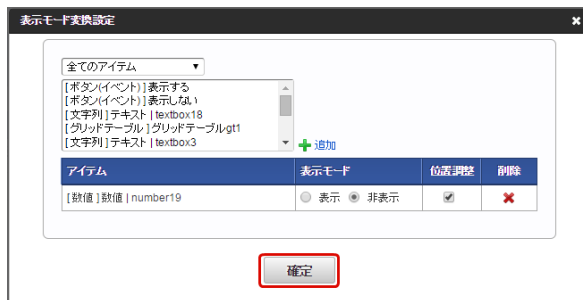 表示モード変換設定
全てのアイテム
[ボタン(イベント)]表示する
[ボタン(イベント)]表示しない
[文字列]テキスト | textbox18
[グリッドテーブル]グリッドテーブルgt1
[文字列]テキスト | textbox3
追加
アイテム 表示モード 位置調整 削除
[数値]数値 | number19 表示 非表示
確定